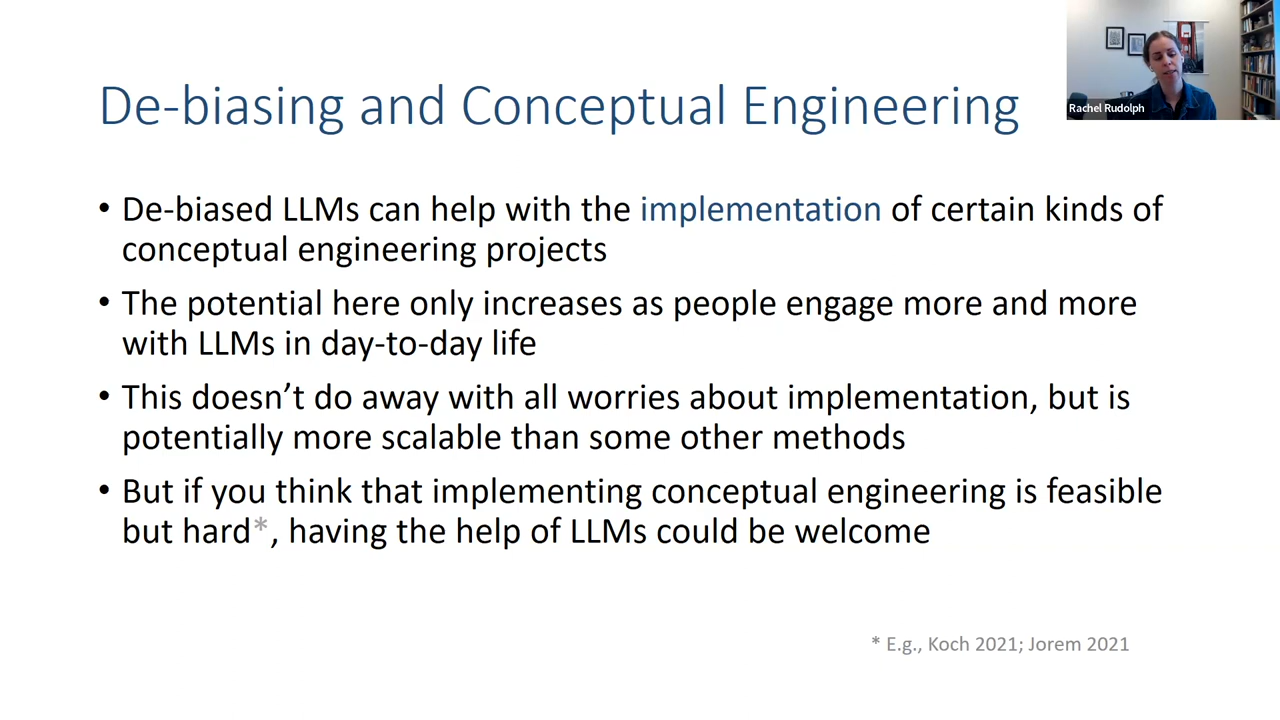 De-biasing and Conceptual Engineering
Rachel Rudolph
• De-biased LLMs can help with the implementation of certain kinds of
conceptual engineering projects
• The potential here only increases as people engage more and more
with LLMs in day-to-day life
• This doesn’t do away with all worries about implementation, but is
potentially more scalable than some other methods
• But if you think that implementing conceptual engineering is feasible
but hard*, having the help of LLMs could be welcome
* E.g., Koch 2021; Jorem 2021